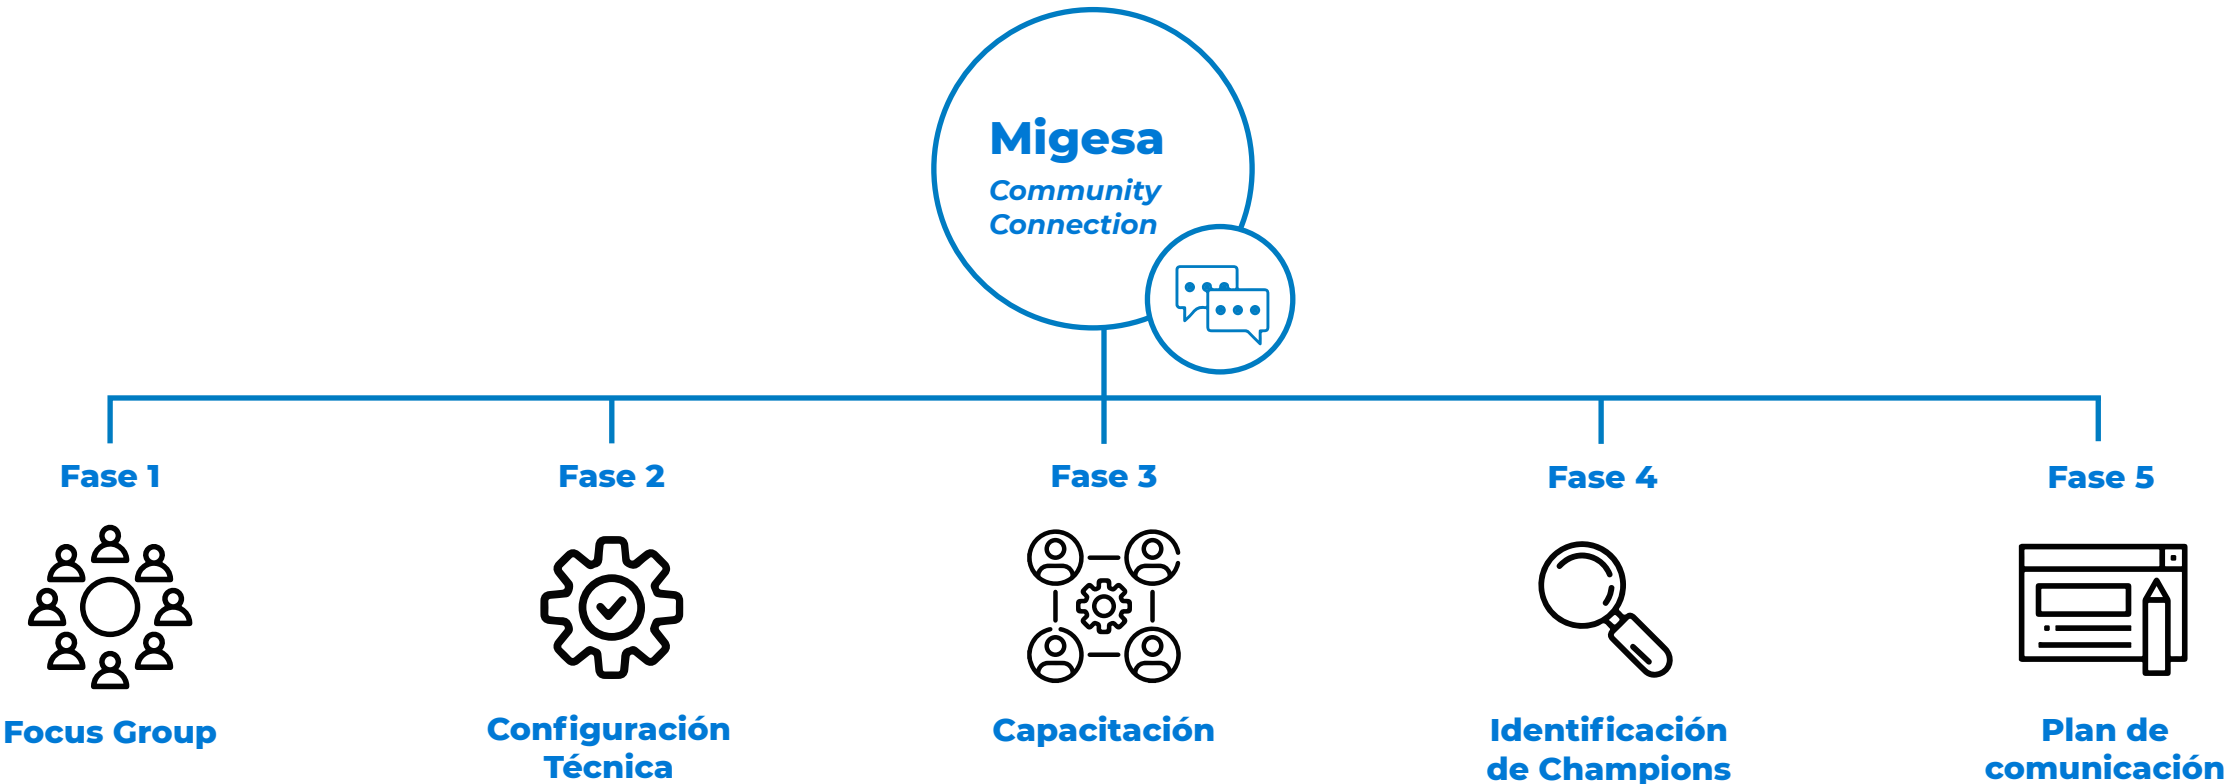 Migesa
Community
Connection
Fase 1
Fase 2
Fase 3
Fase 4
Fase 5
Focus Group
Configuración
Técnica
Capacitación
Identificación
de Champions
Plan de
comunicación